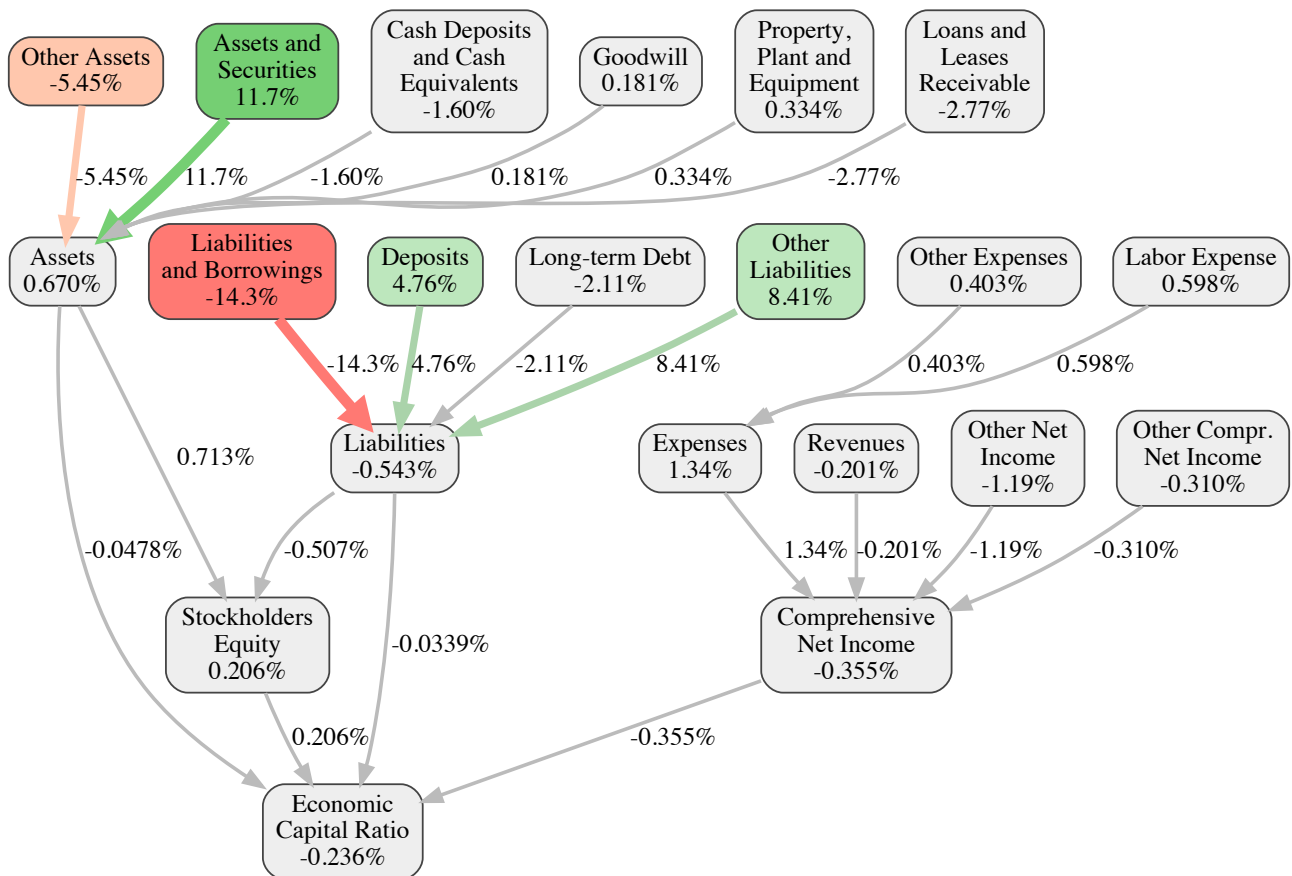 Other Assets
-5.45%
Assets and
Securities
11.7%
Cash Deposits
and Cash
Equivalents
-1.60%
Goodwill
0.181%
Property,
Plant and
Equipment
0.334%
Loans and
Leases
Receivable
-2.77%
-5.45%
11.7%
-1.60%
0.181%
0.334%
-2.77%
Assets
0.670%
Liabilities
and Borrowings
-14.3%
Deposits
4.76%
Long-term Debt
-2.11%
Other
Liabilities
8.41%
Other Expenses
0.403%
Labor Expense
0.598%
-14.3%
4.76%
-2.11%
8.41%
0.403%
0.598%
0.713%
Liabilities
-0.543%
Expenses
1.34%
Revenues
-0.201%
Other Net
Income
-1.19%
Other Compr.
Net Income
-0.310%
-0.0478%
-0.507%
1.34%
-0.201%
-1.19%
-0.310%
Stockholders
Equity
0.206%
-0.0339%
Comprehensive
Net Income
-0.355%
0.206%
-0.355%
Economic
Capital Ratio
-0.236%